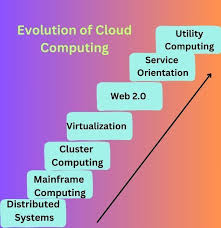 Evolution of Cloud
Computing
Utility
Computing
Service
Orientation
Web 2.0
Virtualization
Cluster
Computing
Mainframe
Computing
Distributed
Systems